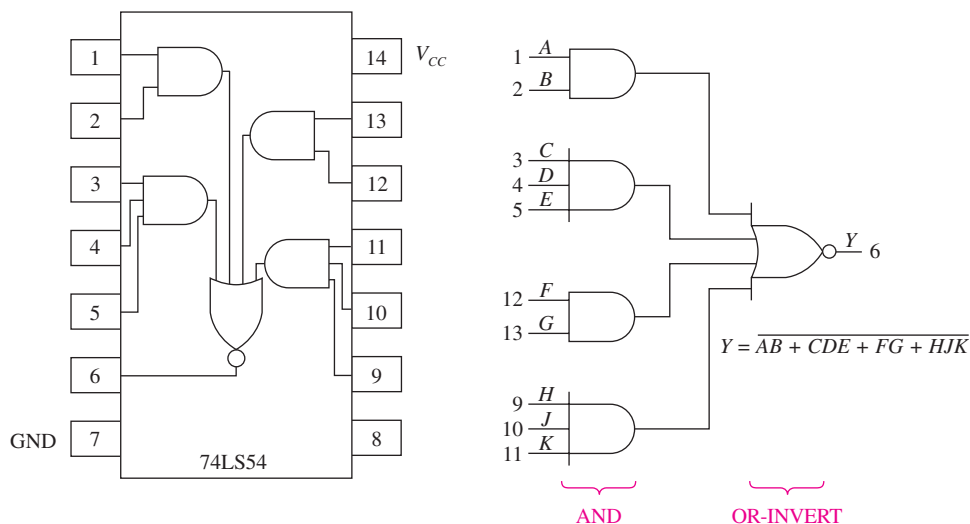 1
2
3
4
5
6
GND 7
14 V_CC
13
12
11
10
9
8
74LS54
1 A
2 B
3 C
4 D
5 E
12 F
13 G
9 H
10 J
11 K
Y 6
Y = \overline{AB + CDE + FG + HJK}
AND
OR-INVERT